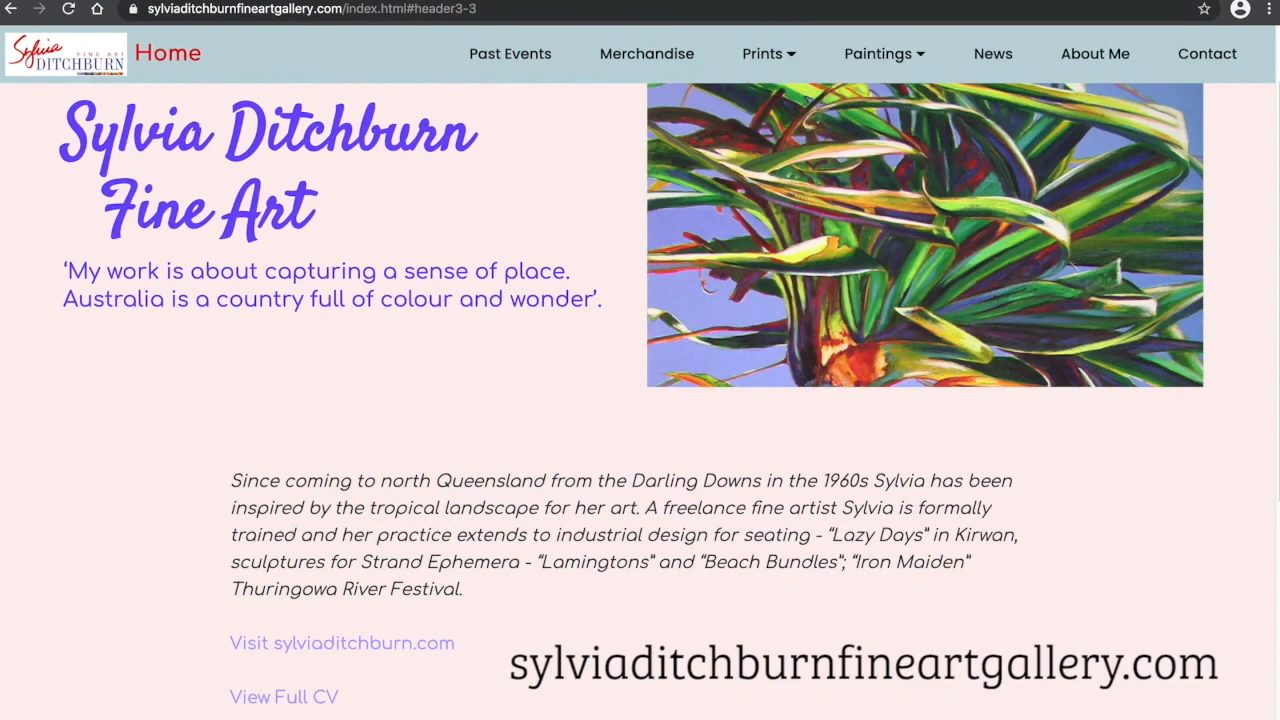 sylviaditchburnfineartgallery.com/index.html#header3-3
Sylvia
FINE ART
DITCHBURN
Home
Past Events
Merchandise
Prints
Paintings
News
About Me
Contact
Sylvia Ditchburn
Fine Art
‘My work is about capturing a sense of place.
Australia is a country full of colour and wonder’.
Since coming to north Queensland from the Darling Downs in the 1960s Sylvia has been
inspired by the tropical landscape for her art. A freelance fine artist Sylvia is formally
trained and her practice extends to industrial design for seating - “Lazy Days” in Kirwan,
sculptures for Strand Ephemera - “Lamingtons” and “Beach Bundles”; “Iron Maiden”
Thuringowa River Festival.
Visit sylviaditchburn.com
sylviaditchburnfineartgallery.com
View Full CV